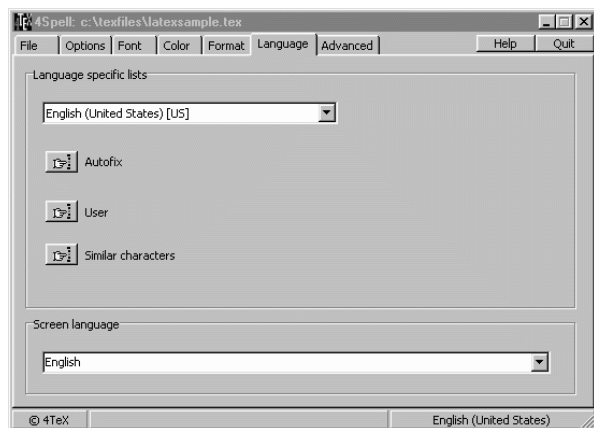 4Spell: c:\texfiles\latexsample.tex
File Options Font Color Format Language Advanced Help Quit
Language specific lists
English (United States) [US]
Autofix
User
Similar characters
Screen language
English
© 4TeX English (United States)